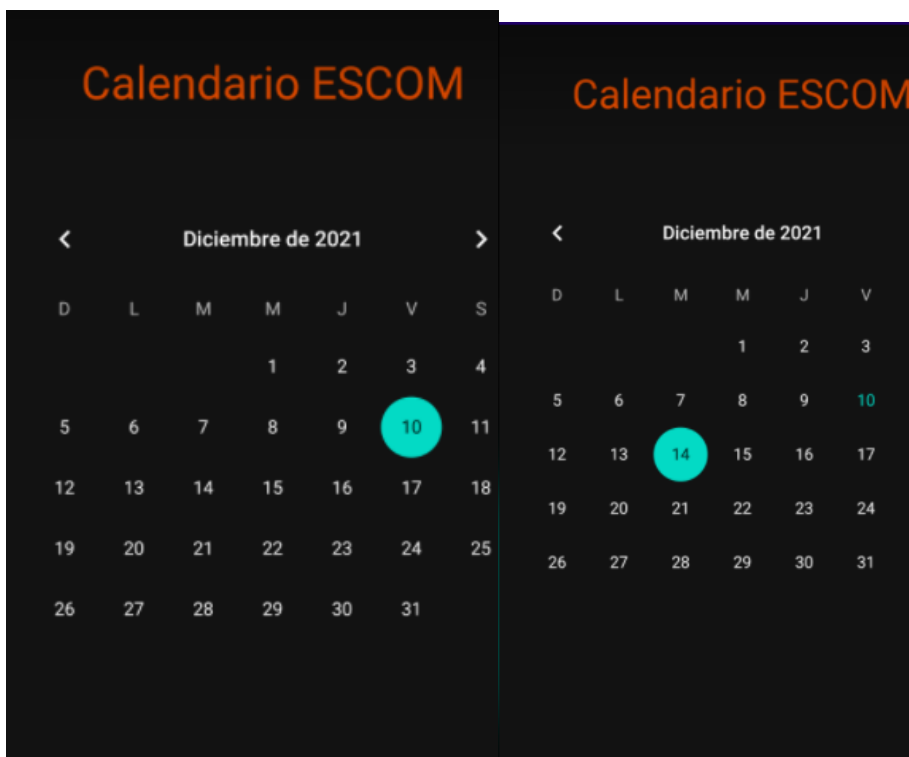 Calendario ESCOM
Diciembre de 2021
D L M M J V S
1 2 3 4
5 6 7 8 9 10 11
12 13 14 15 16 17 18
19 20 21 22 23 24 25
26 27 28 29 30 31
Calendario ESCOM
Diciembre de 2021
D L M M J V
1 2 3
5 6 7 8 9 10
12 13 14 15 16 17
19 20 21 22 23 24
26 27 28 29 30 31